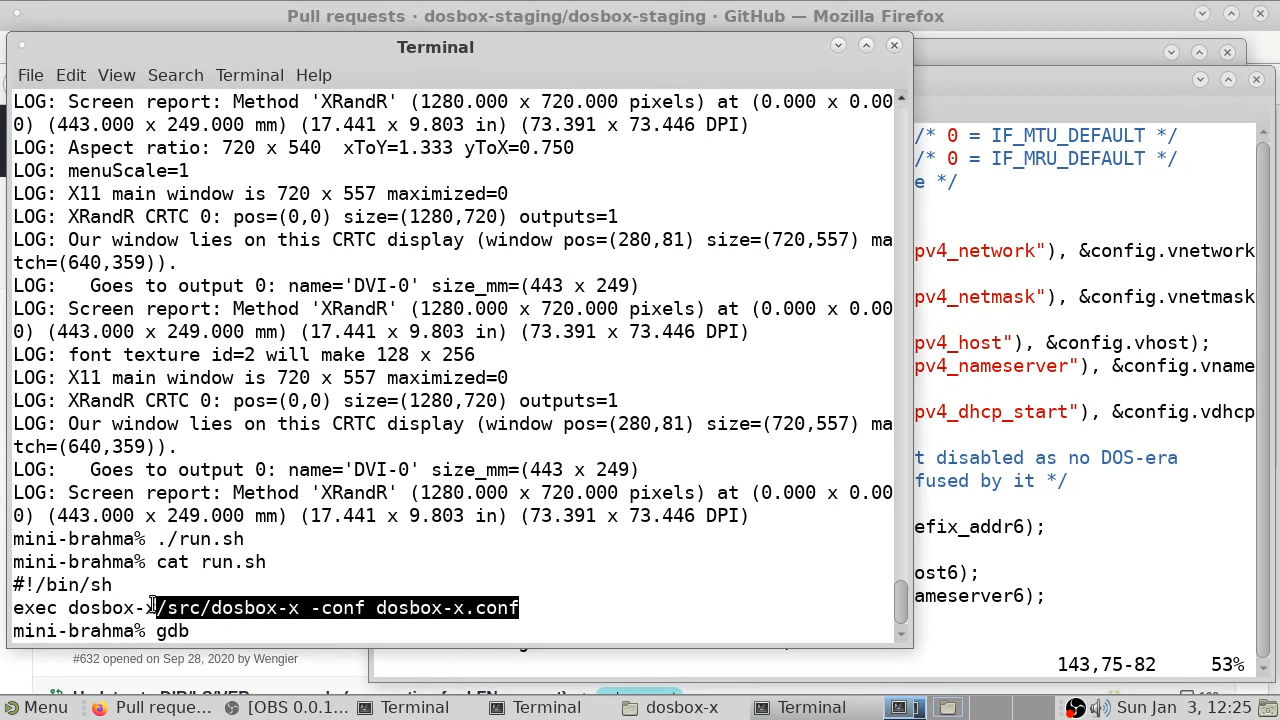 Pull requests · dosbox-staging/dosbox-staging · GitHub — Mozilla Firefox
Terminal
File Edit View Search Terminal Help
LOG: Screen report: Method 'XRandR' (1280.000 x 720.000 pixels) at (0.000 x 0.00
0) (443.000 x 249.000 mm) (17.441 x 9.803 in) (73.391 x 73.446 DPI)
LOG: Aspect ratio: 720 x 540  xToY=1.333 yToX=0.750
LOG: menuScale=1
LOG: X11 main window is 720 x 557 maximized=0
LOG: XRandR CRTC 0: pos=(0,0) size=(1280,720) outputs=1
LOG: Our window lies on this CRTC display (window pos=(280,81) size=(720,557) ma
tch=(640,359)).
LOG:   Goes to output 0: name='DVI-0' size_mm=(443 x 249)
LOG: Screen report: Method 'XRandR' (1280.000 x 720.000 pixels) at (0.000 x 0.00
0) (443.000 x 249.000 mm) (17.441 x 9.803 in) (73.391 x 73.446 DPI)
LOG: font texture id=2 will make 128 x 256
LOG: X11 main window is 720 x 557 maximized=0
LOG: XRandR CRTC 0: pos=(0,0) size=(1280,720) outputs=1
LOG: Our window lies on this CRTC display (window pos=(280,81) size=(720,557) ma
tch=(640,359)).
LOG:   Goes to output 0: name='DVI-0' size_mm=(443 x 249)
LOG: Screen report: Method 'XRandR' (1280.000 x 720.000 pixels) at (0.000 x 0.00
0) (443.000 x 249.000 mm) (17.441 x 9.803 in) (73.391 x 73.446 DPI)
mini-brahma% ./run.sh
mini-brahma% cat run.sh
#!/bin/sh
exec dosbox-x/src/dosbox-x -conf dosbox-x.conf
mini-brahma% gdb
/* 0 = IF_MTU_DEFAULT */
/* 0 = IF_MRU_DEFAULT */
e */
pv4_network"), &config.vnetwork
pv4_netmask"), &config.vnetmask
pv4_host"), &config.vhost);
pv4_nameserver"), &config.vname
pv4_dhcp_start"), &config.vdhcp
t disabled as no DOS-era
fused by it */
efix_addr6);
ost6);
ameserver6);
143,75-82 53%
#632 opened on Sep 28, 2020 by Wengier
Menu Pull reque... [OBS 0.0.1... Terminal Terminal dosbox-x Terminal Sun Jan 3, 12:25